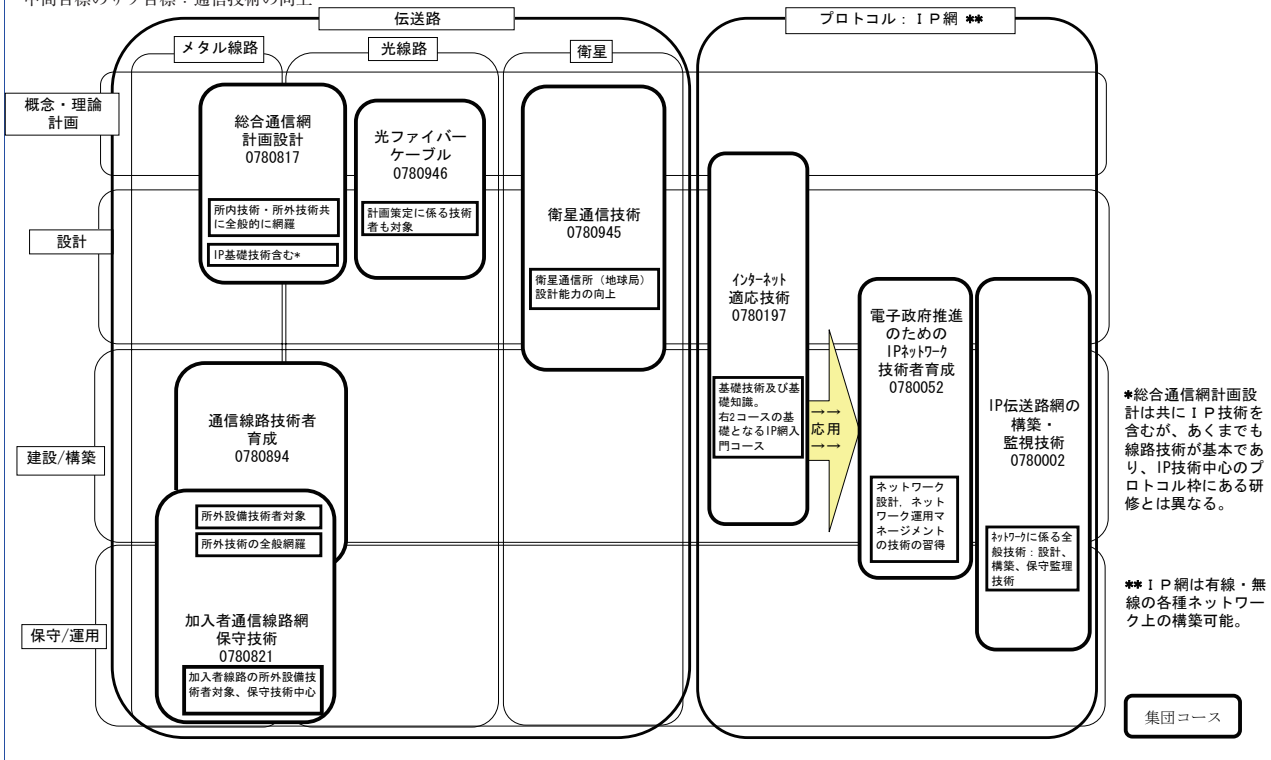 中間目標のサブ目標：通信技術の向上
伝送路
プロトコル：ＩＰ網 **
メタル線路
光線路
衛星
概念・理論
計画
設計
建設/構築
保守/運用
総合通信網
計画設計
0780817
所内技術・所外技術共
に全般的に網羅
IP基礎技術含む*
光ファイバー
ケーブル
0780946
計画策定に係る技術
者も対象
衛星通信技術
0780945
衛星通信所（地球局）
設計能力の向上
ｲﾝﾀｰﾈｯﾄ
適応技術
0780197
基礎技術及び基
礎知識。
右2コースの基
礎となるIP網入
門コース
→→
応用
→→
電子政府推進
のための
IPﾈｯﾄﾜｰｸ
技術者育成
0780052
ネットワーク
設計，ネット
ワーク運用マ
ネージメント
の技術の習得
IP伝送路網の
構築・
監視技術
0780002
ﾈｯﾄﾜｰｸに係る全
般技術：設計、
構築、保守監理
技術
通信線路技術者
育成
0780894
所外設備技術者対象
所外技術の全般網羅
加入者通信線路網
保守技術
0780821
加入者線路の所外設備技
術者対象、保守技術中心
*総合通信網計画設
計は共にＩＰ技術を
含むが、あくまでも
線路技術が基本であ
り、IP技術中心のプ
ロトコル枠にある研
修とは異なる。
**ＩＰ網は有線・無
線の各種ネットワー
ク上の構築可能。
集団コース